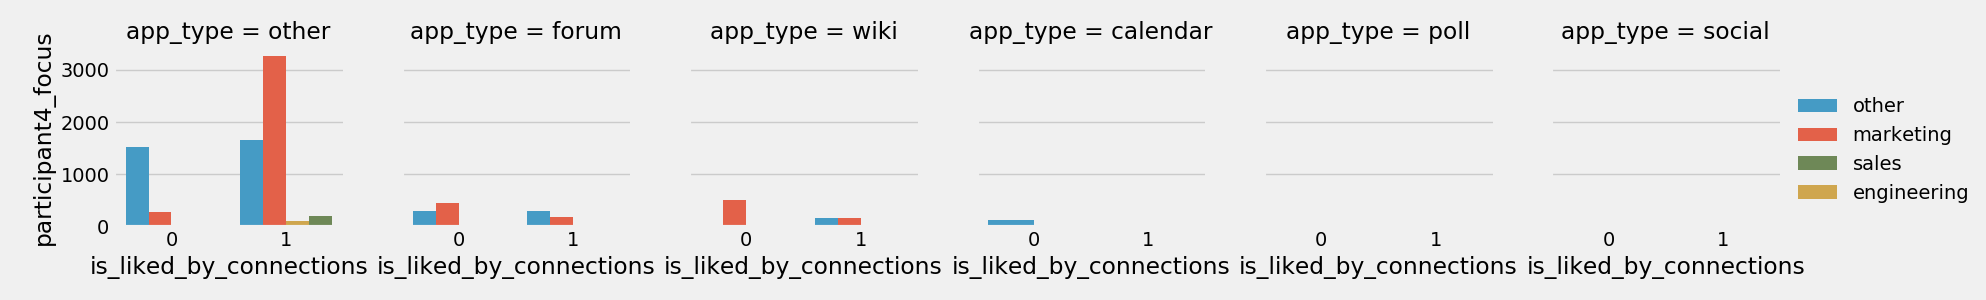 app_type = other
app_type = forum
app_type = wiki
app_type = calendar
app_type = poll
app_type = social
participant4_focus
3000
2000
1000
0
0 1
0 1
0 1
0 1
0 1
0 1
is_liked_by_connections
is_liked_by_connections
is_liked_by_connections
is_liked_by_connections
is_liked_by_connections
is_liked_by_connections
other
marketing
sales
engineering